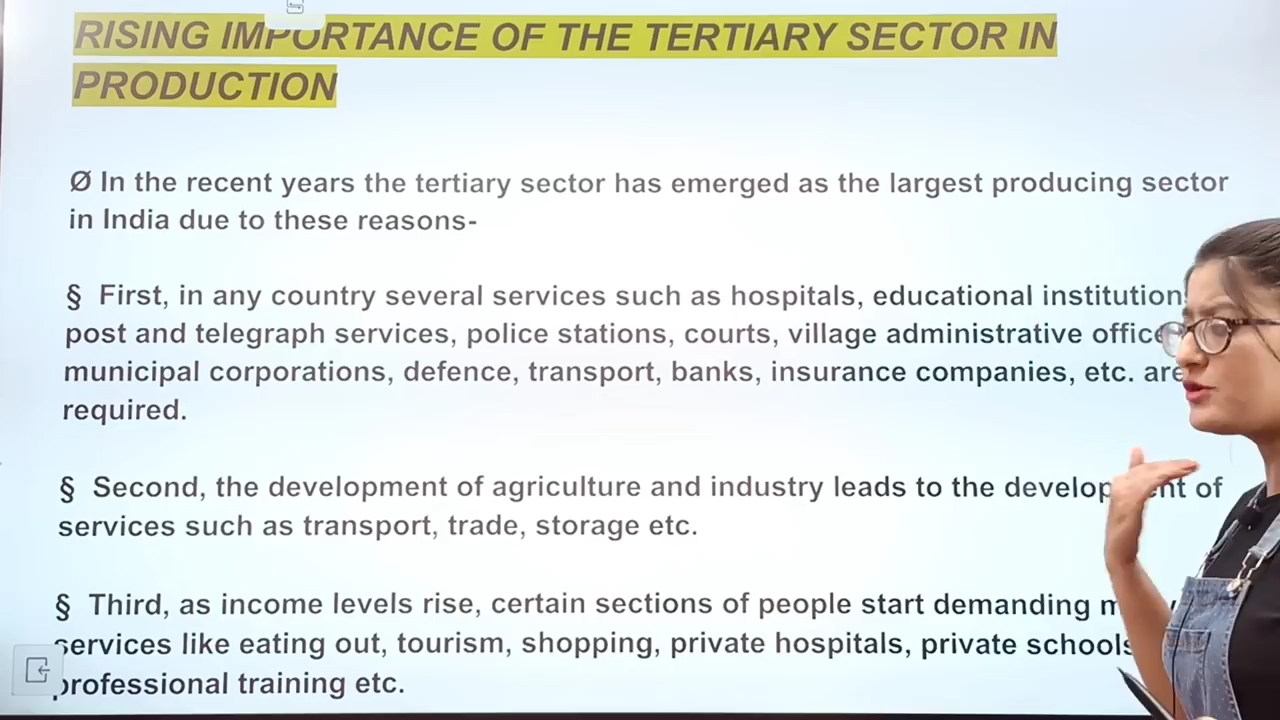 RISING IMPORTANCE OF THE TERTIARY SECTOR IN
PRODUCTION
Ø In the recent years the tertiary sector has emerged as the largest producing sector
in India due to these reasons-
§ First, in any country several services such as hospitals, educational institution
post and telegraph services, police stations, courts, village administrative office
municipal corporations, defence, transport, banks, insurance companies, etc. are
required.
§ Second, the development of agriculture and industry leads to the development of
services such as transport, trade, storage etc.
§ Third, as income levels rise, certain sections of people start demanding
services like eating out, tourism, shopping, private hospitals, private schools
professional training etc.